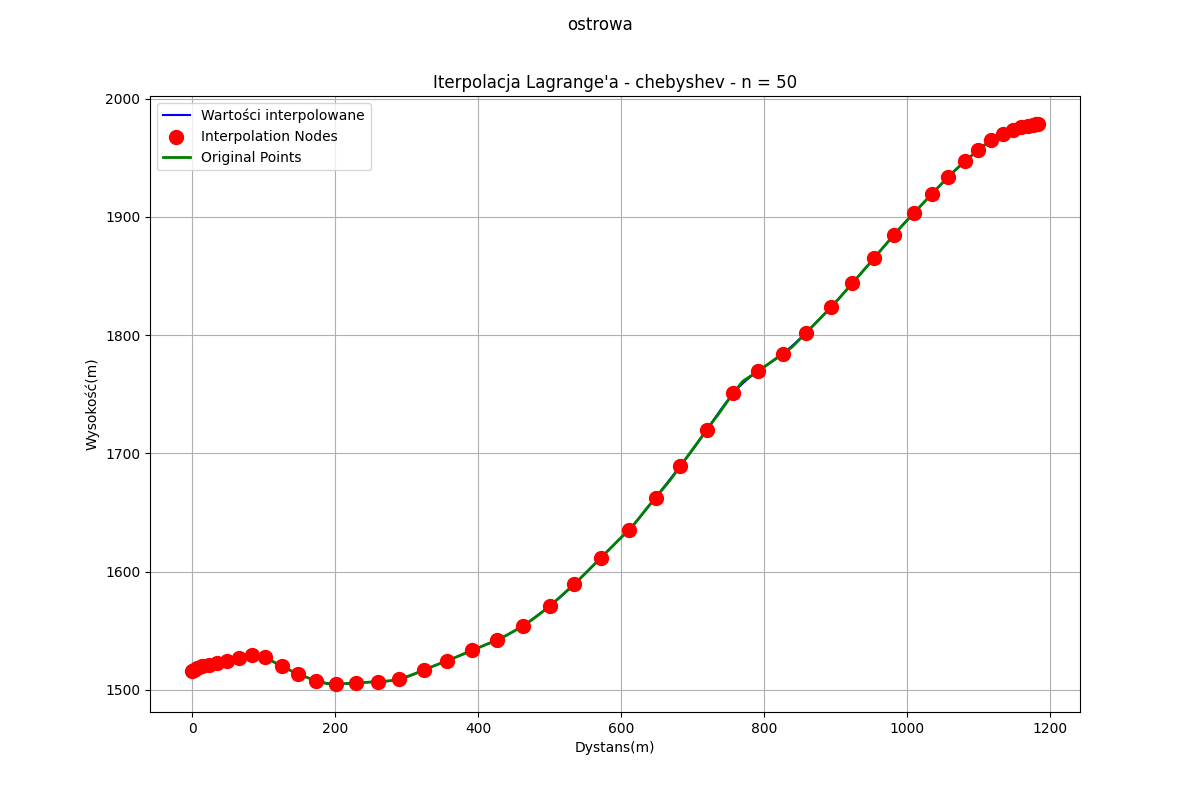 ostrowa
Iterpolacja Lagrange'a - chebyshev - n = 50
Wartości interpolowane
Interpolation Nodes
Original Points
2000
1900
1800
1700
1600
1500
Wysokość(m)
0 200 400 600 800 1000 1200
Dystans(m)